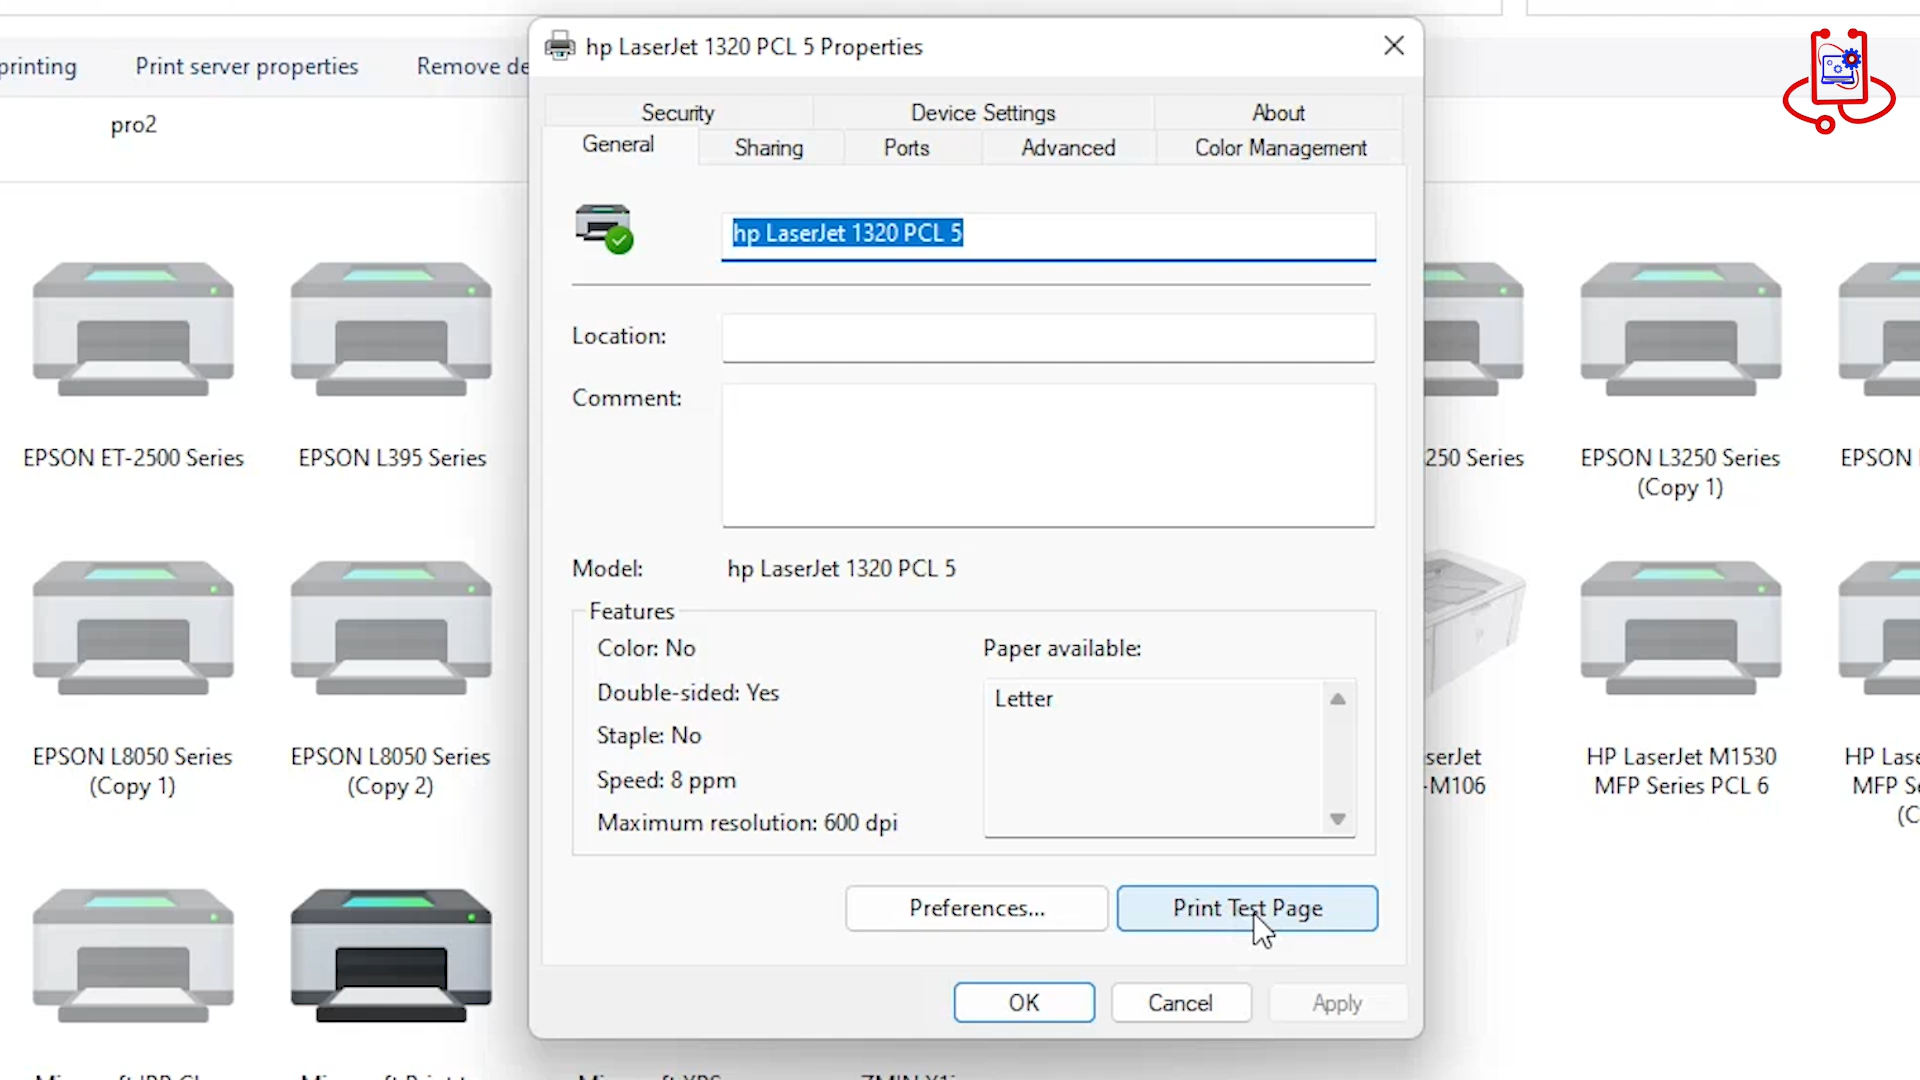 hp LaserJet 1320 PCL 5 Properties
printing
Print server properties
Remove de
pro2
Security
Device Settings
About
General
Sharing
Ports
Advanced
Color Management
hp LaserJet 1320 PCL 5
Location:
Comment:
Model:
hp LaserJet 1320 PCL 5
Features
Color: No
Double-sided: Yes
Staple: No
Speed: 8 ppm
Maximum resolution: 600 dpi
Paper available:
Letter
Preferences...
Print Test Page
OK
Cancel
Apply
EPSON ET-2500 Series
EPSON L395 Series
250 Series
EPSON L3250 Series
(Copy 1)
EPSON
EPSON L8050 Series
(Copy 1)
EPSON L8050 Series
(Copy 2)
serJet
-M106
HP LaserJet M1530
MFP Series PCL 6
HP Lase
MFP Se
(C